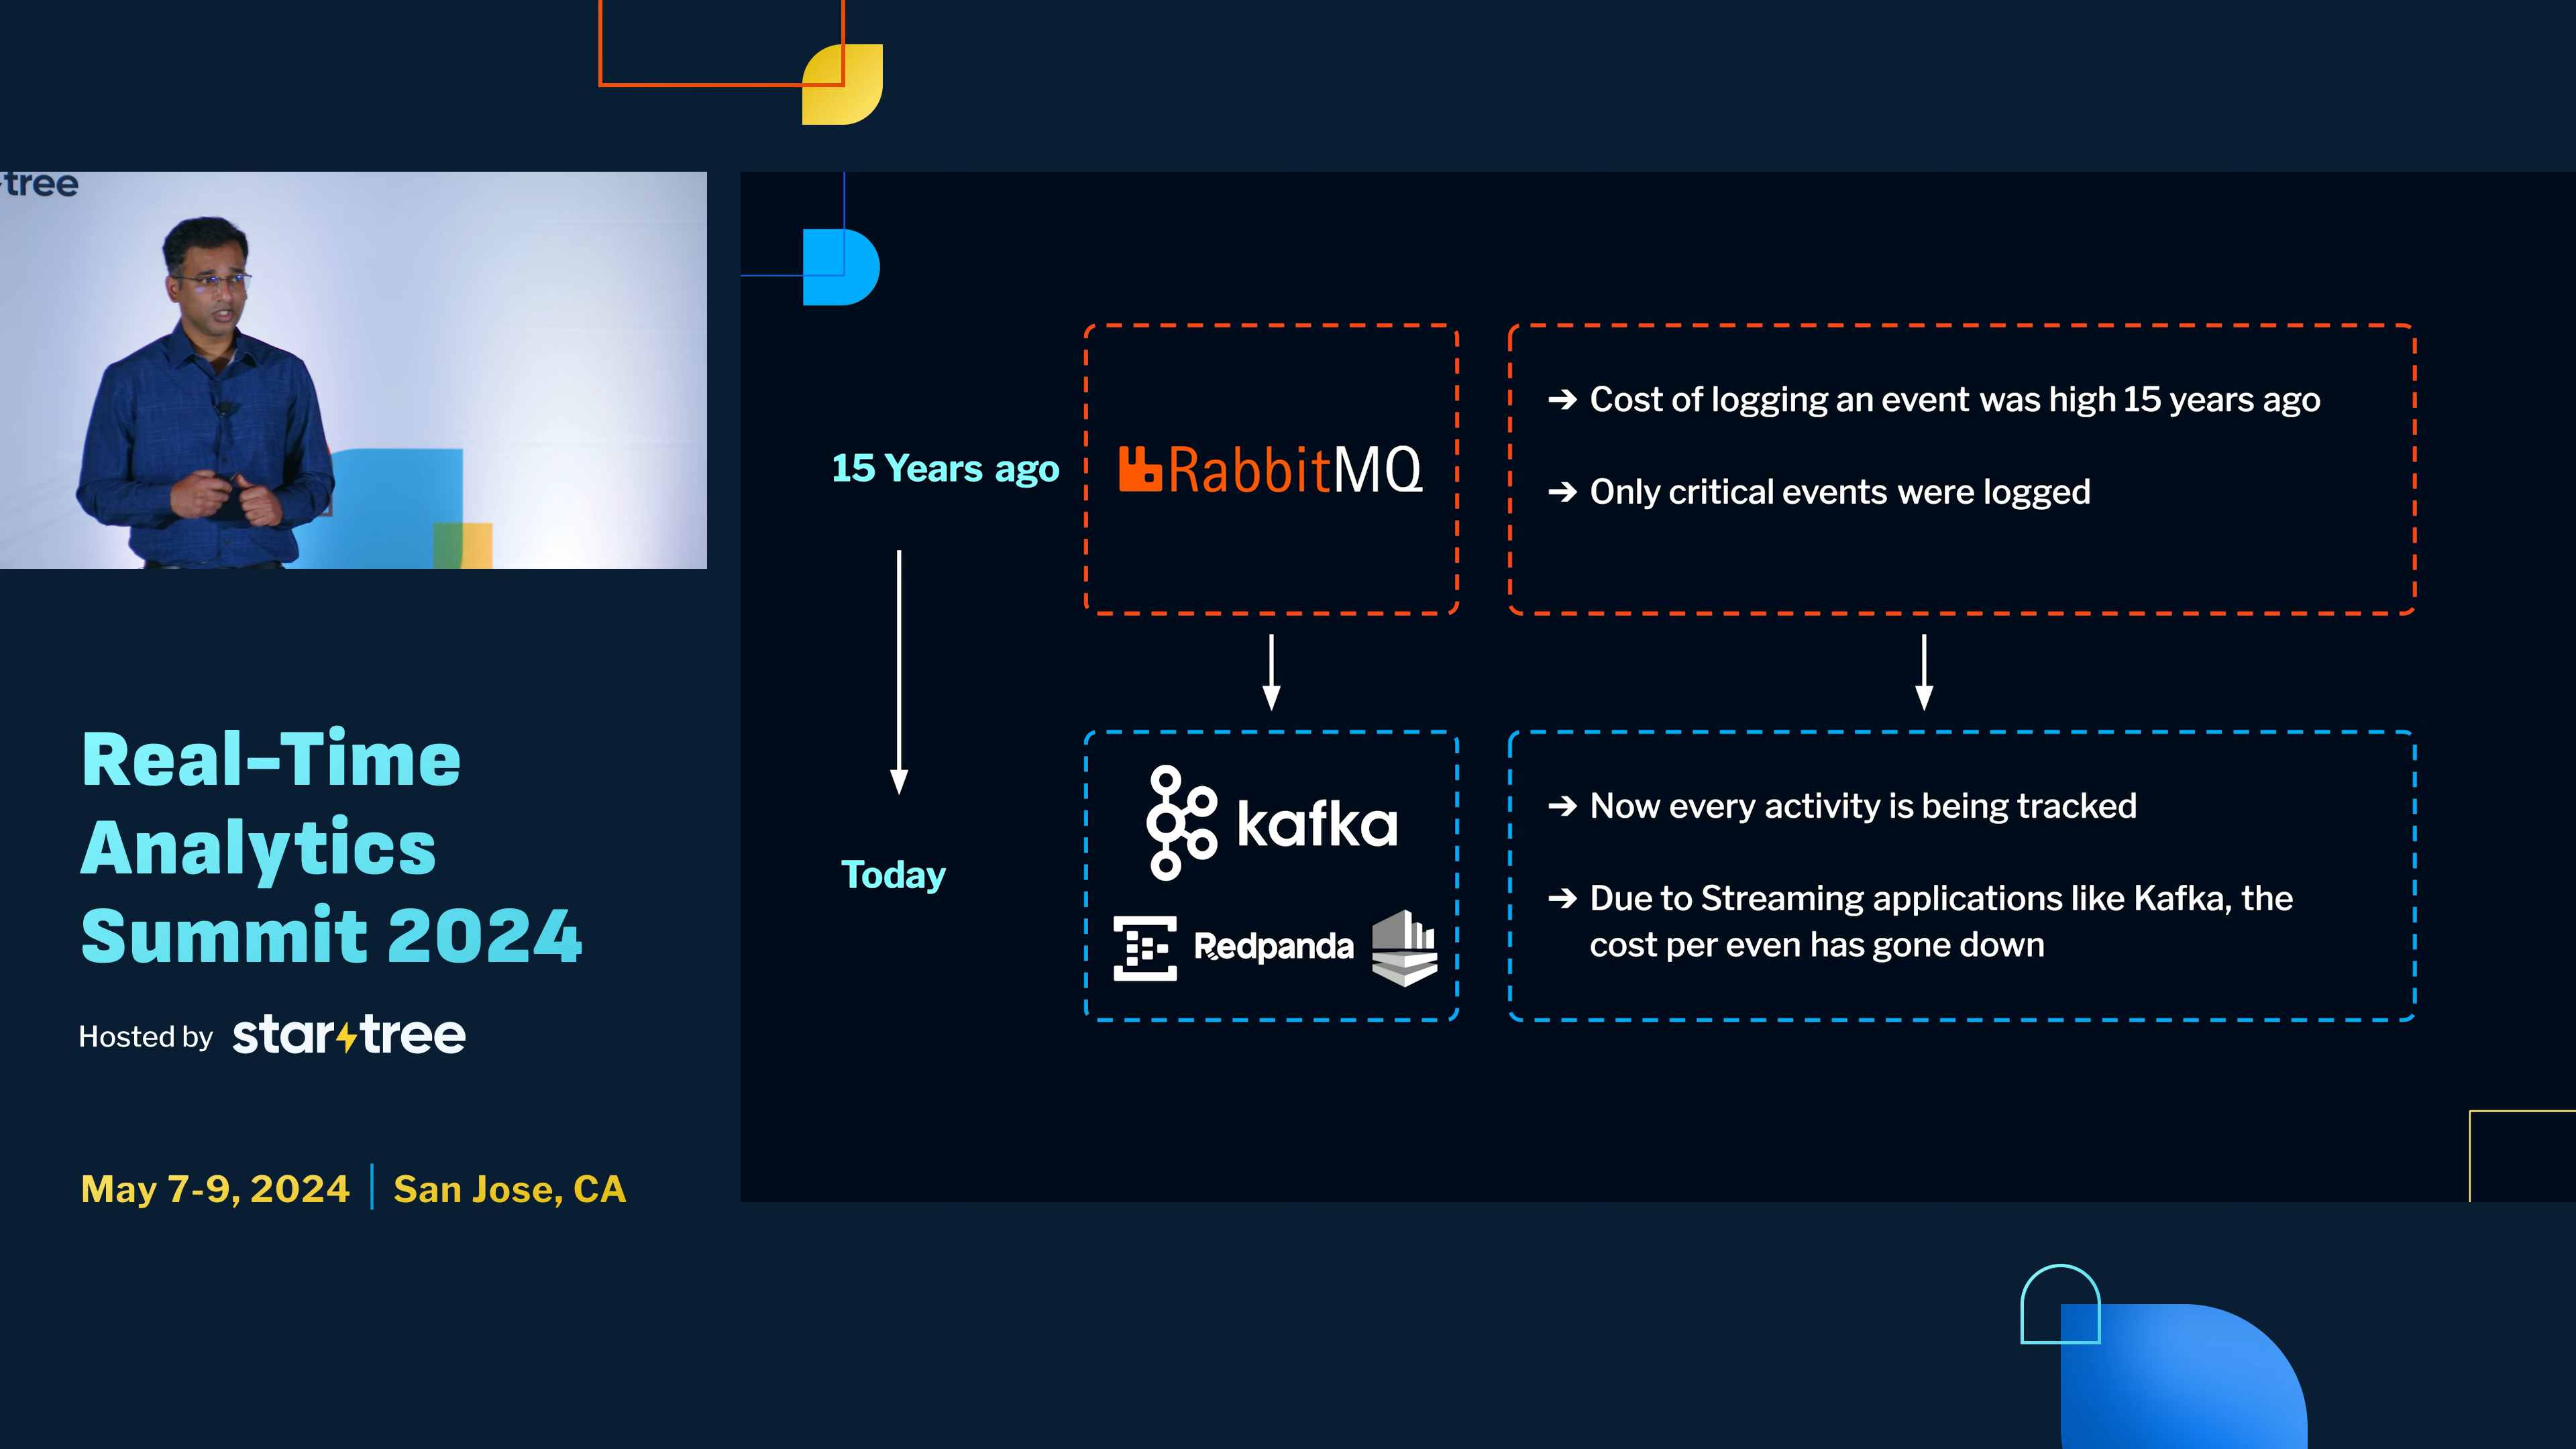 tree
Real-Time
Analytics
Summit 2024
Hosted by startree
May 7-9, 2024 | San Jose, CA
15 Years ago
RabbitMQ
➔ Cost of logging an event was high 15 years ago
➔ Only critical events were logged
Today
kafka
Redpanda
➔ Now every activity is being tracked
➔ Due to Streaming applications like Kafka, the
cost per even has gone down